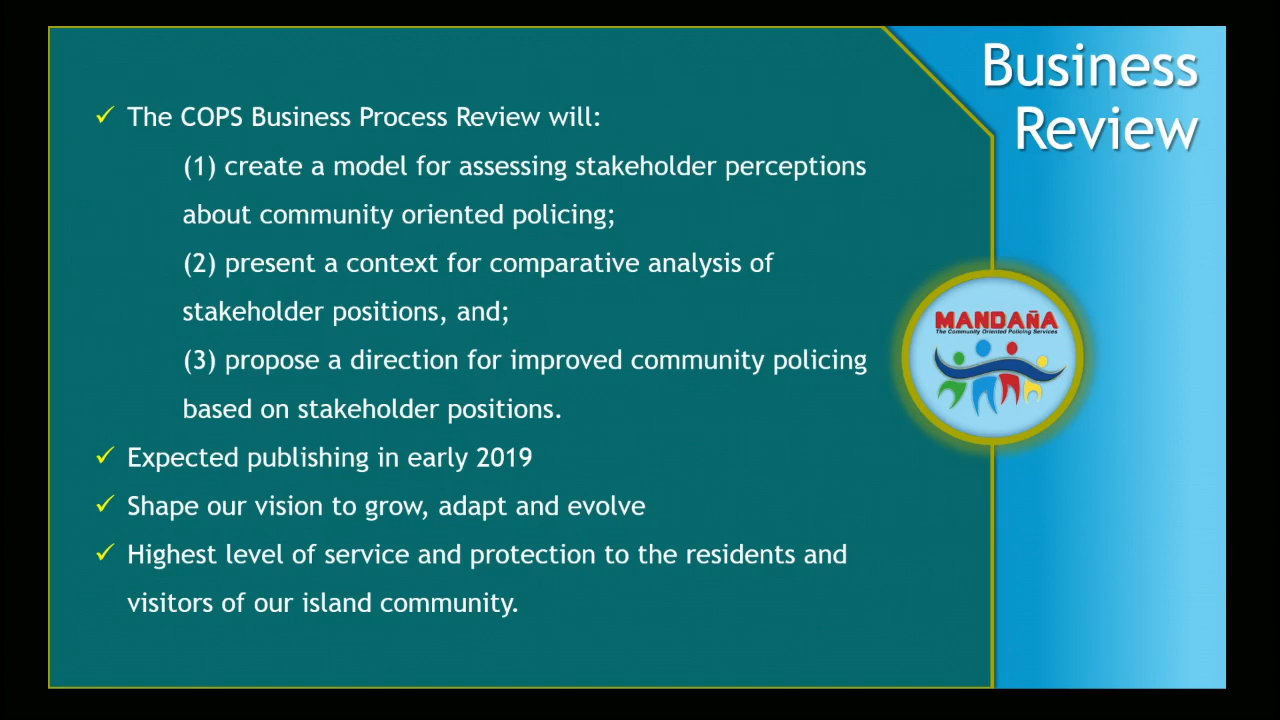 Business
Review
✓ The COPS Business Process Review will:
(1) create a model for assessing stakeholder perceptions
about community oriented policing;
(2) present a context for comparative analysis of
stakeholder positions, and;
(3) propose a direction for improved community policing
based on stakeholder positions.
✓ Expected publishing in early 2019
✓ Shape our vision to grow, adapt and evolve
✓ Highest level of service and protection to the residents and
visitors of our island community.
MANDAÑA
The Community Oriented Policing Services